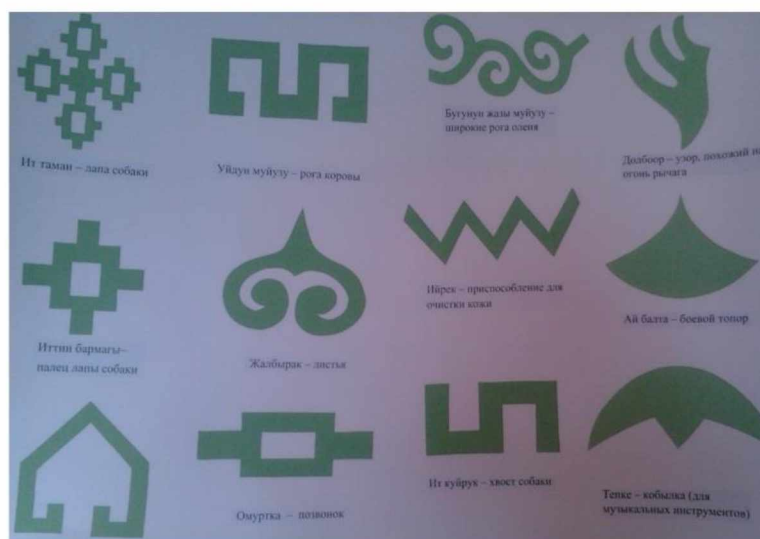 Ит таман – лапа собаки
Уйдун муйузу – рога коровы
Бугунун жазы муйузу –
широкие рога оленя
Долбоор – узор, похожий на
огонь рычага
Иттин бармагы–
палец лапы собаки
Жалбырак – листья
Ийрек – приспособление для
очистки кожи
Ай балта – боевой топор
Омуртка – позвонок
Ит куйрук – хвост собаки
Тепке – кобылка (для
музыкальных инструментов)